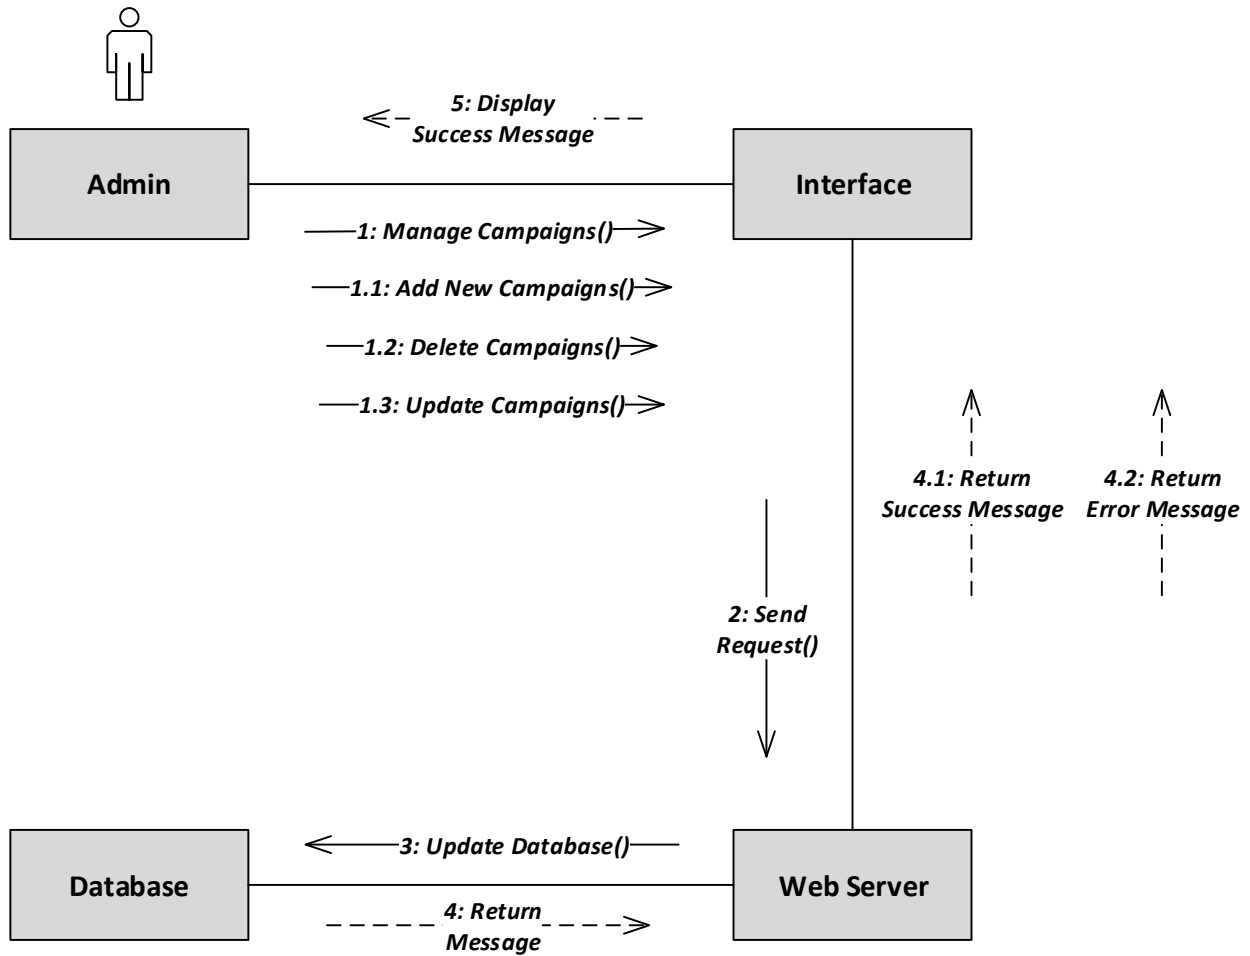 5: Display
Success Message
Admin
Interface
1: Manage Campaigns()
1.1: Add New Campaigns()
1.2: Delete Campaigns()
1.3: Update Campaigns()
4.1: Return
Success Message
4.2: Return
Error Message
2: Send
Request()
3: Update Database()
Database
Web Server
4: Return
Message